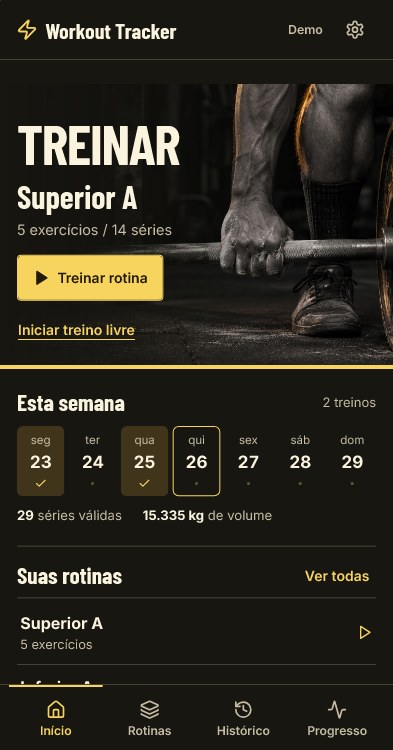 Workout Tracker
Demo
TREINAR
Superior A
5 exercícios / 14 séries
Treinar rotina
Iniciar treino livre
Esta semana
2 treinos
seg ter qua qui sex sáb dom
23 24 25 26 27 28 29
29 séries válidas 15.335 kg de volume
Suas rotinas
Ver todas
Superior A
5 exercícios
Início Rotinas Histórico Progresso